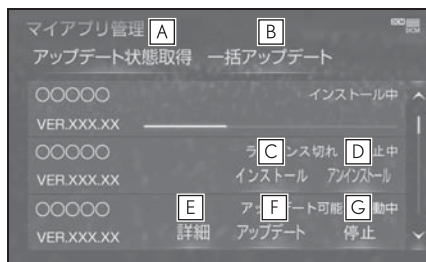 マイアプリ管理
DCM
A B
アップデート状態取得 一括アップデート
○○○○○ インストール中
VER.XXX.XX
○○○○○ C ンス切れ D 止中
VER.XXX.XX インストール アンインストール
○○○○○ E F デート可能 G 動中
VER.XXX.XX 詳細 アップデート 停止